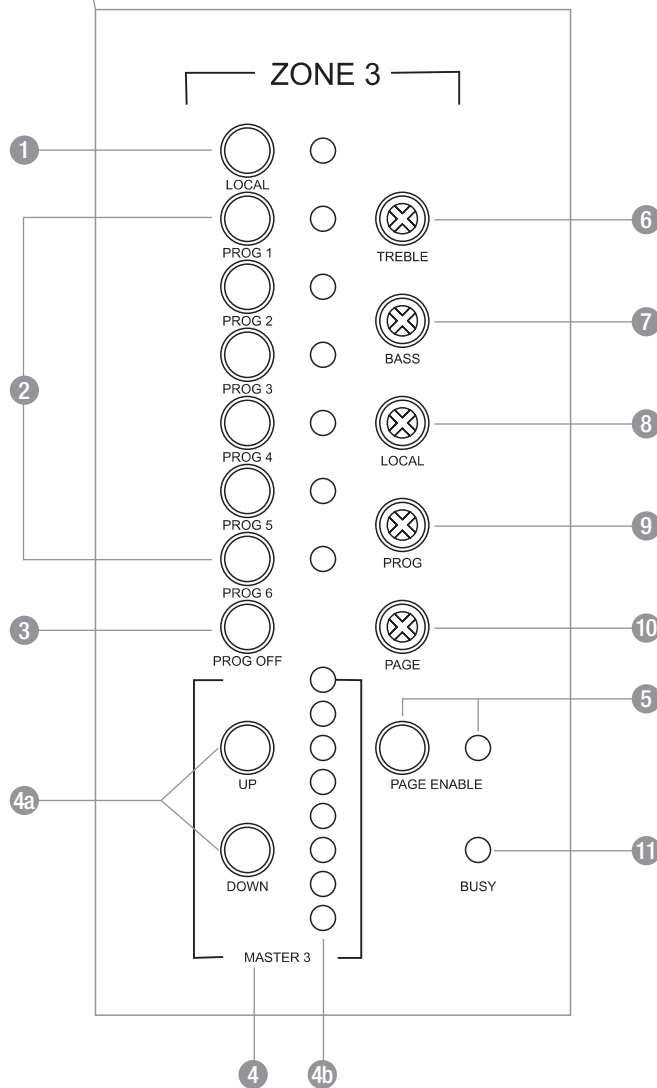 ZONE 3
1
LOCAL
PROG 1
6
TREBLE
PROG 2
7
BASS
PROG 3
2
8
PROG 4
LOCAL
9
PROG 5
PROG
PROG 6
3
10
PROG OFF
PAGE
5
UP
PAGE ENABLE
4a
11
DOWN
BUSY
MASTER 3
4
4b